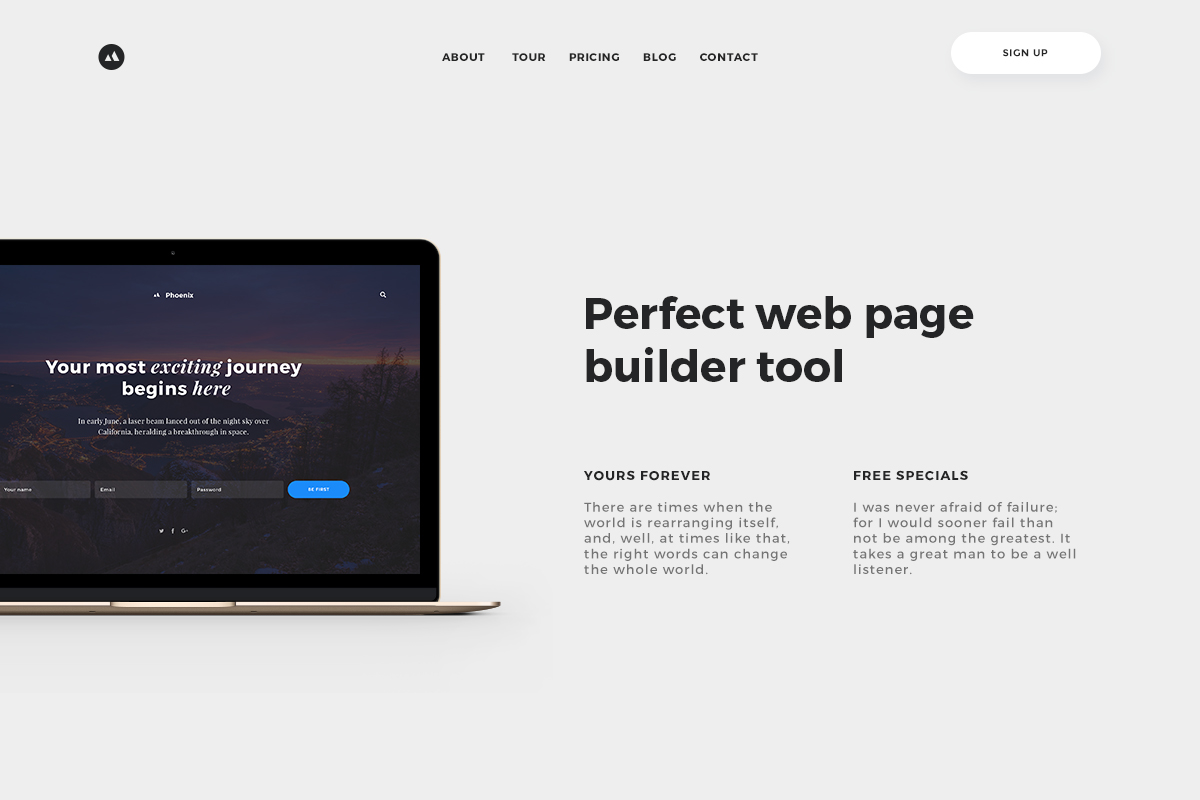 ABOUT TOUR PRICING BLOG CONTACT
SIGN UP
Phoenix
Your most exciting journey
begins here
In early June, a laser beam lanced out of the night sky over
California, heralding a breakthrough in space.
Your name
Email
Password
BE FIRST
G+
Perfect web page
builder tool
YOURS FOREVER
There are times when the
world is rearranging itself,
and, well, at times like that,
the right words can change
the whole world.
FREE SPECIALS
I was never afraid of failure;
for I would sooner fail than
not be among the greatest. It
takes a great man to be a well
listener.